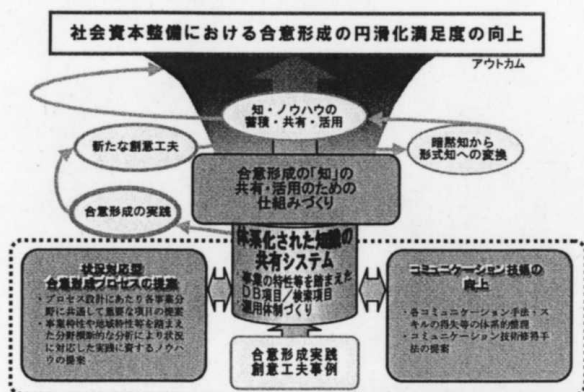 社会資本整備における合意形成の円滑化満足度の向上
アウトカム
知・ノウハウの
蓄積・共有・活用
新たな創意工夫
暗黙知から
形式知への変換
合意形成の「知」の
共有・活用のための
仕組みづくり
合意形成の実践
体系化された知識の
共有システム
・事業の特性等を踏まえた
DB項目/検索項目
・運用体制づくり
状況対応型
合意形成プロセスの提案
・プロセス設計にあたり各事業分
野に共通して重要な項目の提案
・事業特性や地域特性等を踏まえ
た分野横断的な分析により状況
に対応した実践に資するノウハ
ウの提案
コミュニケーション技術の
向上
・各コミュニケーション手法・ス
キルの得失等の体系的整理
・コミュニケーション技術修得手
法の提案
合意形成実践
創意工夫事例